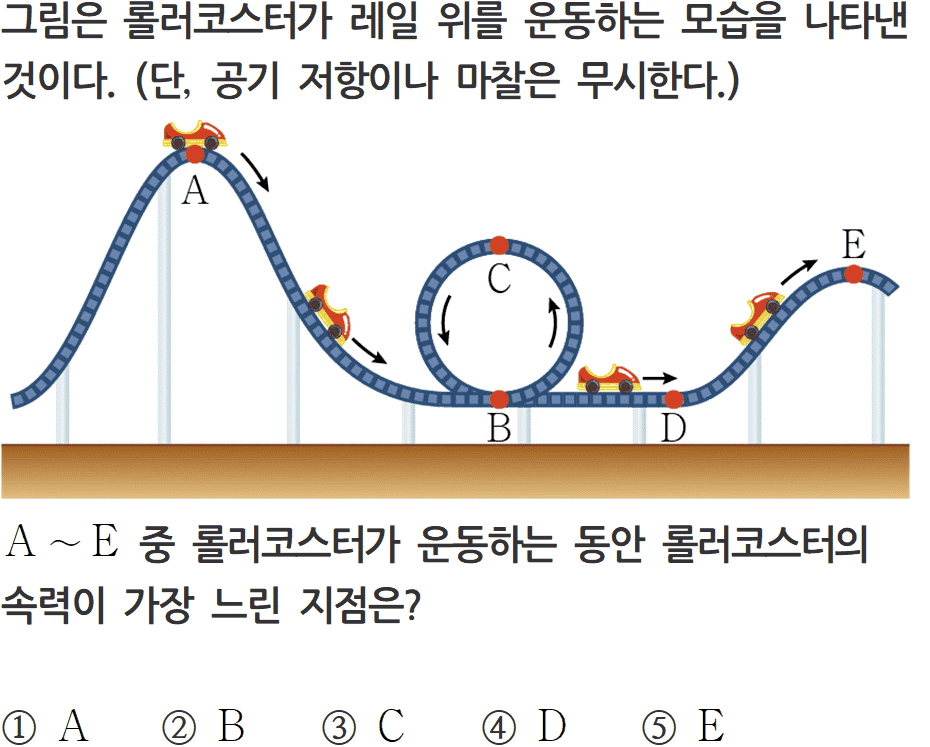 그림은 롤러코스터가 레일 위를 운동하는 모습을 나타낸
것이다. (단, 공기 저항이나 마찰은 무시한다.)
A
E
C
B
D
A ~ E 중 롤러코스터가 운동하는 동안 롤러코스터의
속력이 가장 느린 지점은?
① A ② B ③ C ④ D ⑤ E